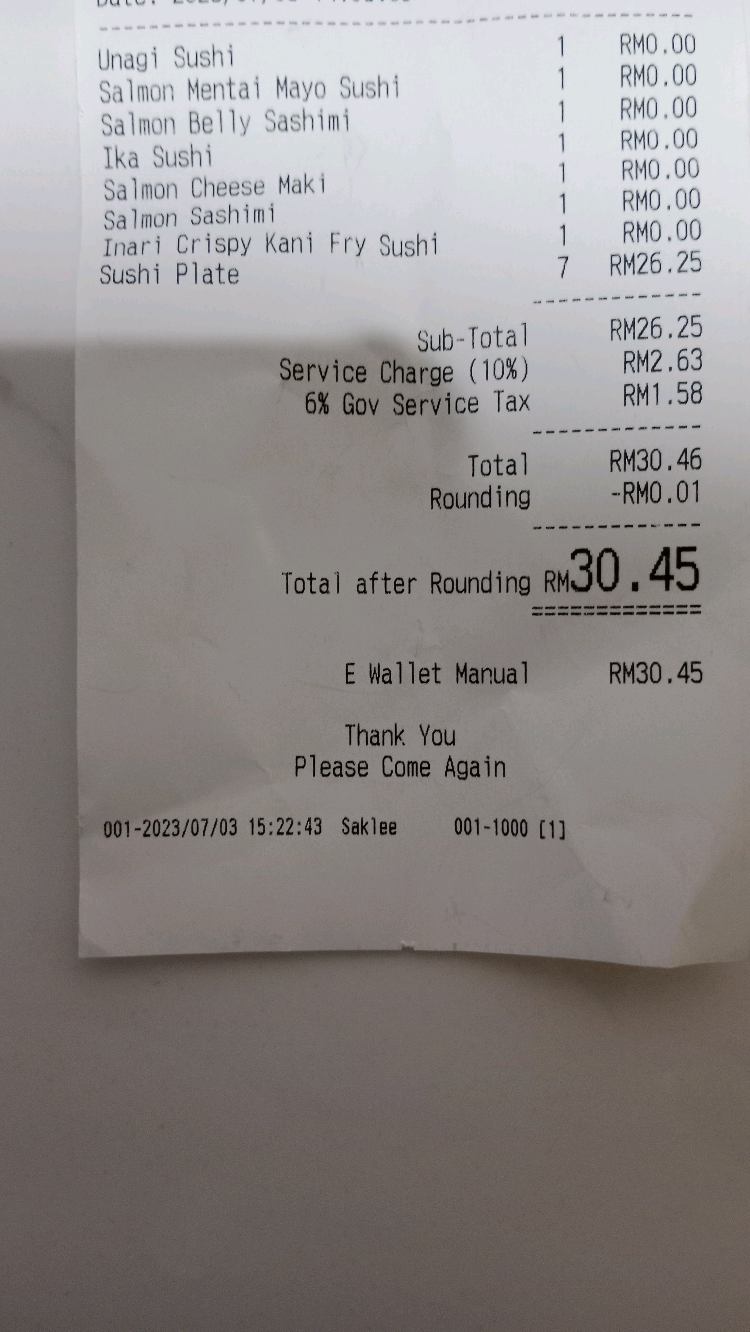 Unagi Sushi 1 RM0.00
Salmon Mentai Mayo Sushi 1 RM0.00
Salmon Belly Sashimi 1 RM0.00
Ika Sushi 1 RM0.00
Salmon Cheese Maki 1 RM0.00
Salmon Sashimi 1 RM0.00
Inari Crispy Kani Fry Sushi 1 RM0.00
Sushi Plate 7 RM26.25
Sub-Total RM26.25
Service Charge (10%) RM2.63
6% Gov Service Tax RM1.58
Total RM30.46
Rounding -RM0.01
Total after Rounding RM30.45
E Wallet Manual RM30.45
Thank You
Please Come Again
001-2023/07/03 15:22:43 Saklee 001-1000 [1]